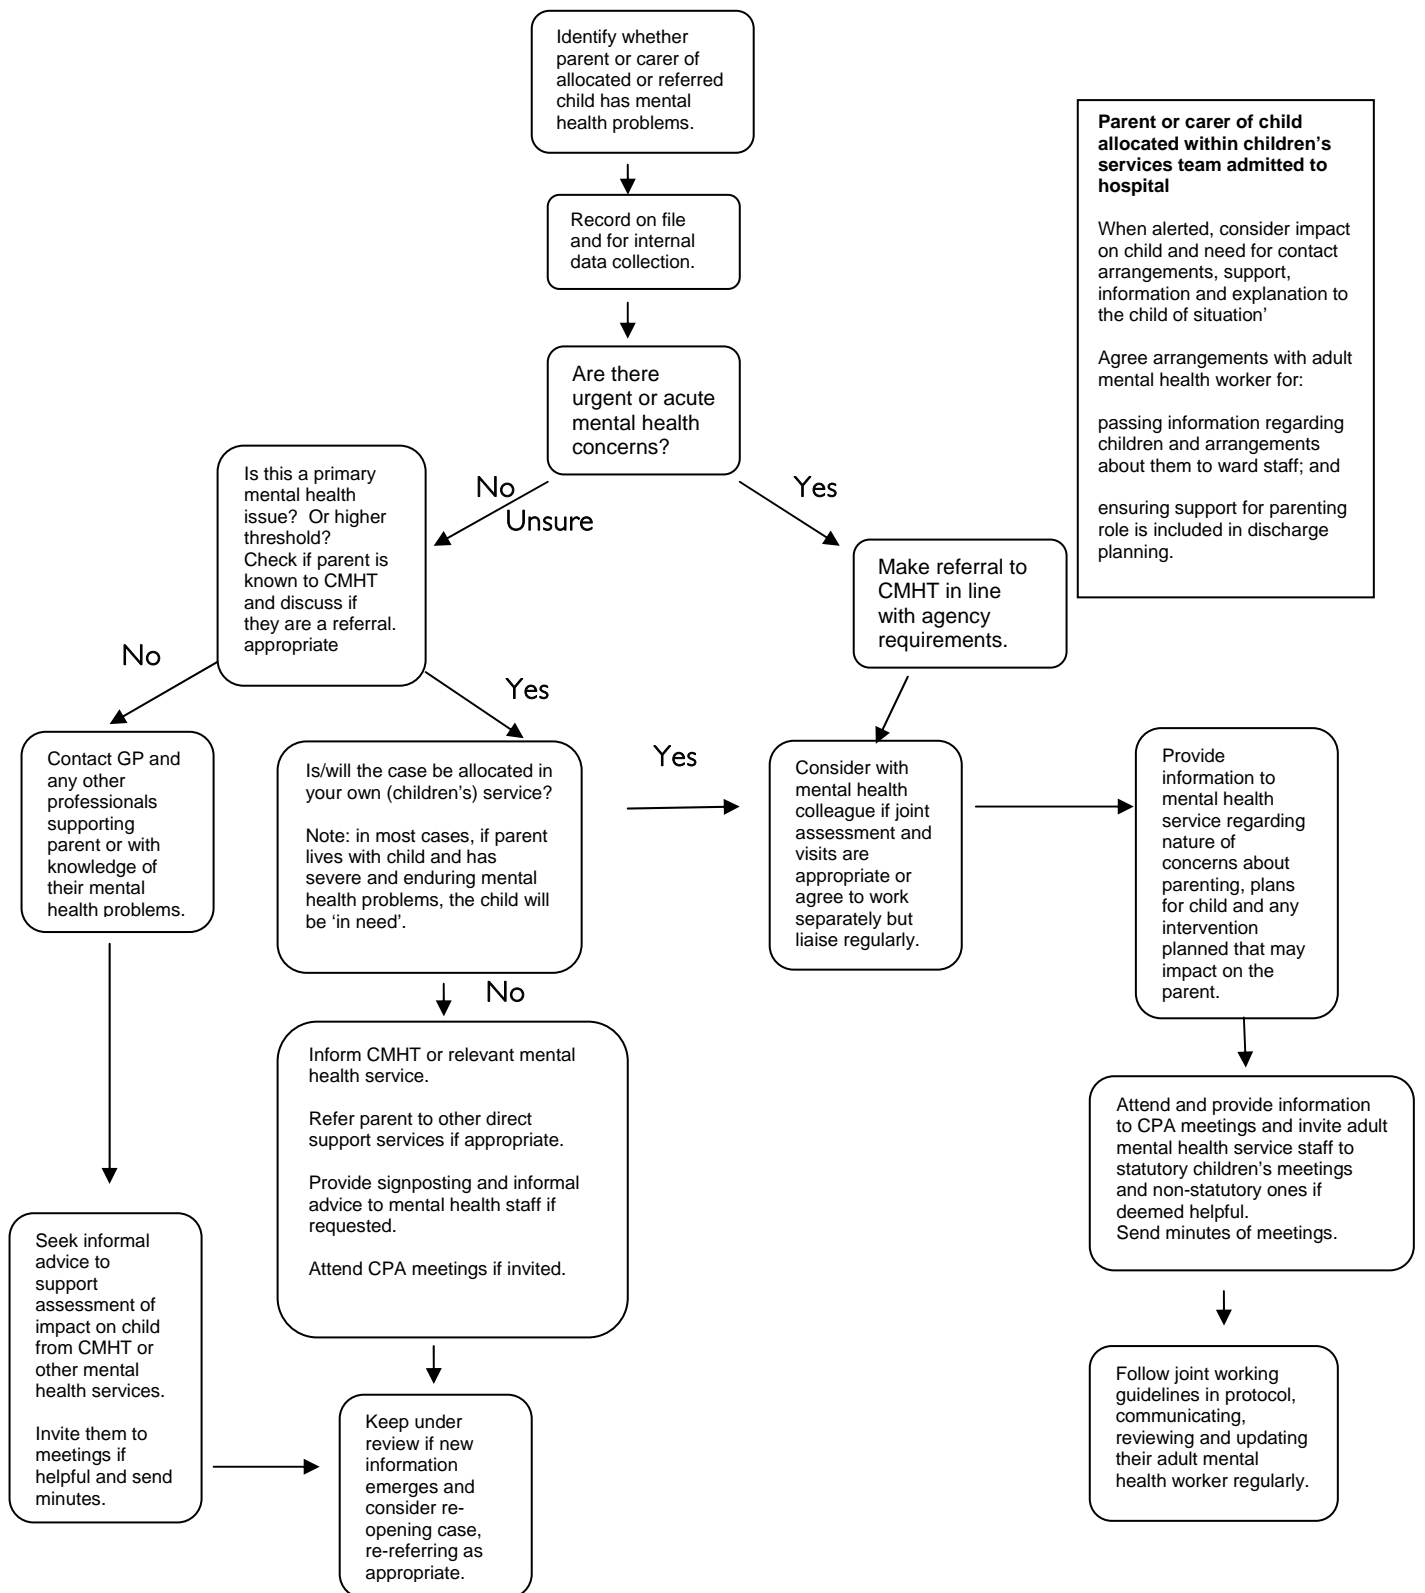 Identify whether
parent or carer of
allocated or referred
child has mental
health problems.
Parent or carer of child
allocated within children's
services team admitted to
hospital
When alerted, consider impact
on child and need for contact
arrangements, support,
information and explanation to
the child of situation'
Agree arrangements with adult
mental health worker for:
passing information regarding
children and arrangements
about them to ward staff; and
ensuring support for parenting
role is included in discharge
planning.
Record on file
and for internal
data collection.
Are there
urgent or acute
mental health
concerns?
No
Unsure
Yes
Is this a primary
mental health
issue?  Or higher
threshold?
Check if parent is
known to CMHT
and discuss if
they are a referral.
appropriate
Make referral to
CMHT in line
with agency
requirements.
No
Yes
Contact GP and
any other
professionals
supporting
parent or with
knowledge of
their mental
health problems.
Is/will the case be allocated in
your own (children's) service?
Note: in most cases, if parent
lives with child and has
severe and enduring mental
health problems, the child will
be 'in need'.
Yes
Consider with
mental health
colleague if joint
assessment and
visits are
appropriate or
agree to work
separately but
liaise regularly.
Provide
information to
mental health
service regarding
nature of
concerns about
parenting, plans
for child and any
intervention
planned that may
impact on the
parent.
No
Inform CMHT or relevant mental
health service.
Refer parent to other direct
support services if appropriate.
Provide signposting and informal
advice to mental health staff if
requested.
Attend CPA meetings if invited.
Attend and provide information
to CPA meetings and invite adult
mental health service staff to
statutory children's meetings
and non-statutory ones if
deemed helpful.
Send minutes of meetings.
Seek informal
advice to
support
assessment of
impact on child
from CMHT or
other mental
health services.
Invite them to
meetings if
helpful and send
minutes.
Keep under
review if new
information
emerges and
consider re-
opening case,
re-referring as
appropriate.
Follow joint working
guidelines in protocol,
communicating,
reviewing and updating
their adult mental
health worker regularly.